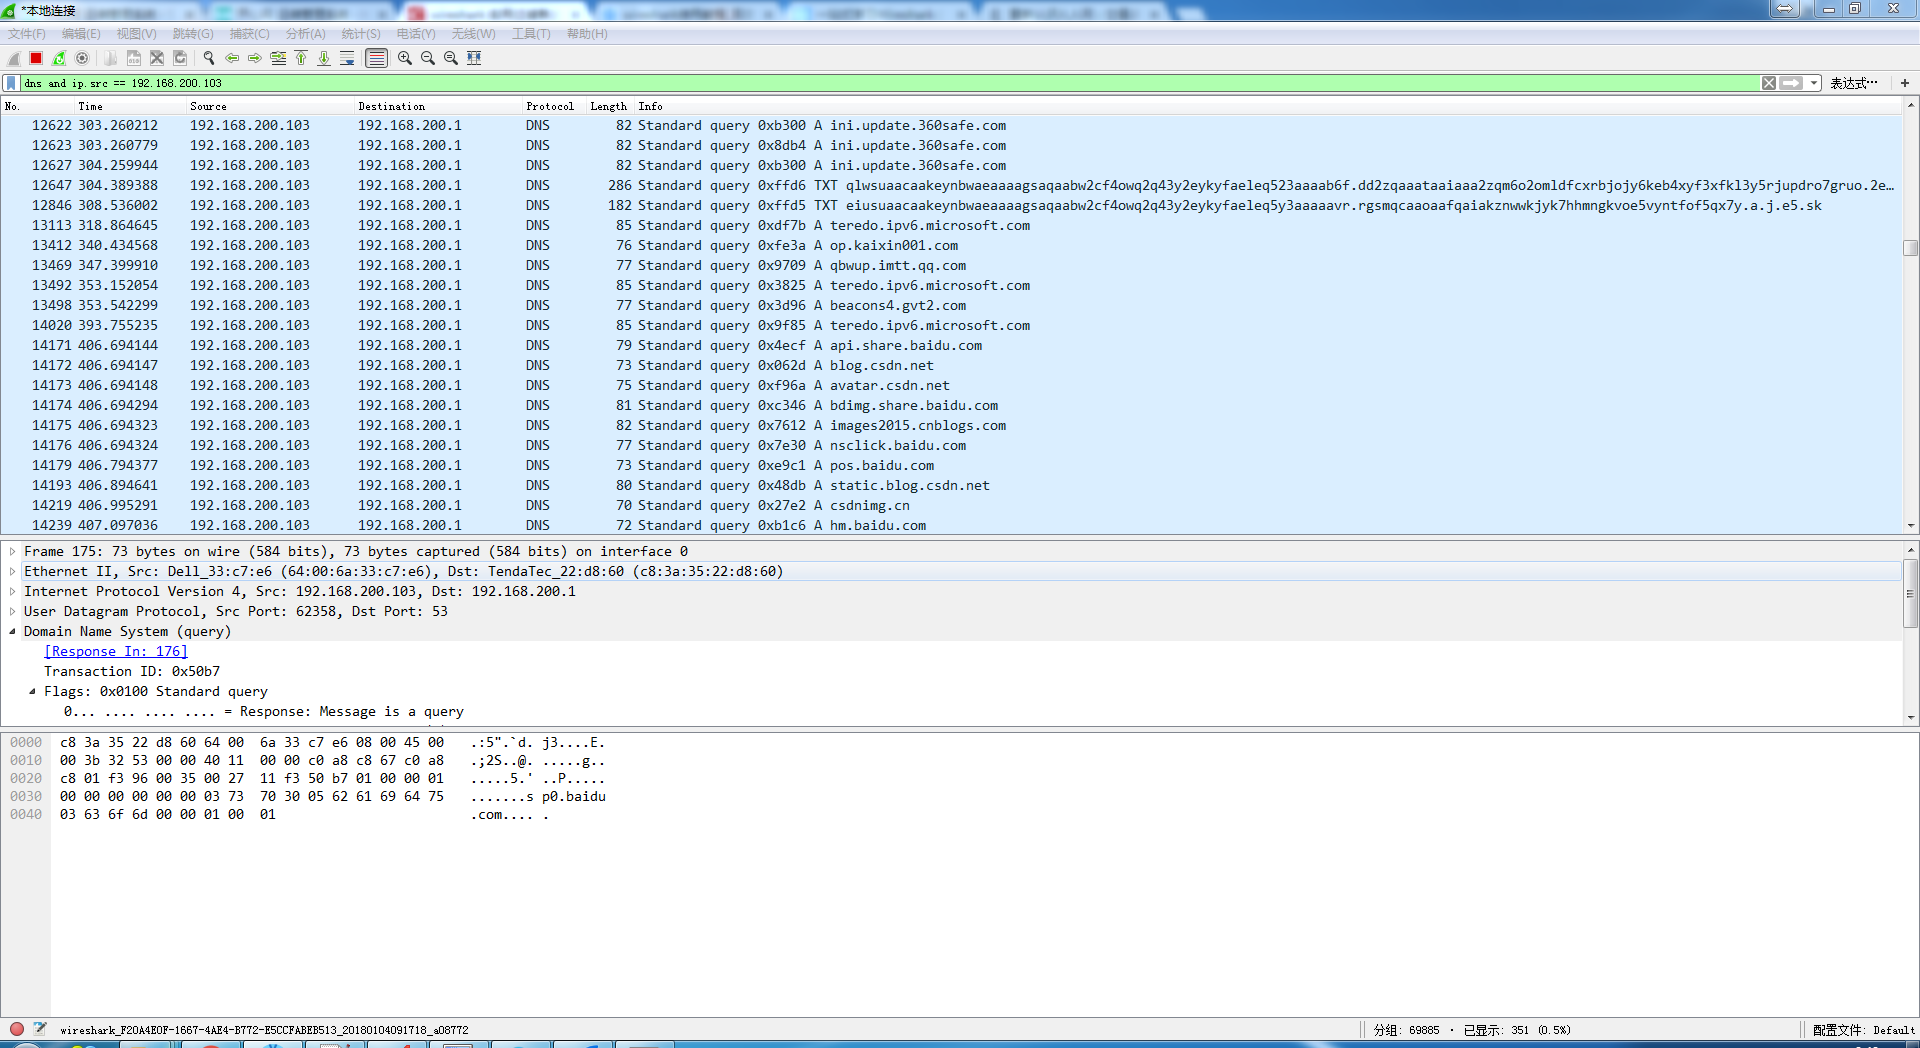 *本地连接
文件(F) 编辑(E) 视图(V) 跳转(G) 捕获(C) 分析(A) 统计(S) 电话(Y) 无线(W) 工具(T) 帮助(H)
dns and ip.src == 192.168.200.103 表达式… +
No. Time Source Destination Protocol Length Info
12622 303.260212 192.168.200.103 192.168.200.1 DNS 82 Standard query 0xb300 A ini.update.360safe.com
12623 303.260779 192.168.200.103 192.168.200.1 DNS 82 Standard query 0x8db4 A ini.update.360safe.com
12627 304.259944 192.168.200.103 192.168.200.1 DNS 82 Standard query 0xb300 A ini.update.360safe.com
12647 304.389388 192.168.200.103 192.168.200.1 DNS 286 Standard query 0xffd6 TXT qlwsuaacaakeynbwaeaaaagsaqaabw2cf4owq2q43y2eykyfaeleq523aaaab6f.dd2zqaaataaiaaa2zqm6o2omldfcxrbjojy6keb4xyf3xfkl3y5rjupdro7gruo.2e…
12846 308.536002 192.168.200.103 192.168.200.1 DNS 182 Standard query 0xffd5 TXT eiusuaacaakeynbwaeaaaagsaqaabw2cf4owq2q43y2eykyfaeleq5y3aaaaavr.rgsmqcaaoaafqaiakznwwkjyk7hhmngkvoe5vyntfof5qx7y.a.j.e5.sk
13113 318.864645 192.168.200.103 192.168.200.1 DNS 85 Standard query 0xdf7b A teredo.ipv6.microsoft.com
13412 340.434568 192.168.200.103 192.168.200.1 DNS 76 Standard query 0xfe3a A op.kaixin001.com
13469 347.399910 192.168.200.103 192.168.200.1 DNS 77 Standard query 0x9709 A qbwup.imtt.qq.com
13492 353.152054 192.168.200.103 192.168.200.1 DNS 85 Standard query 0x3825 A teredo.ipv6.microsoft.com
13498 353.542299 192.168.200.103 192.168.200.1 DNS 77 Standard query 0x3d96 A beacons4.gvt2.com
14020 393.755235 192.168.200.103 192.168.200.1 DNS 85 Standard query 0x9f85 A teredo.ipv6.microsoft.com
14171 406.694144 192.168.200.103 192.168.200.1 DNS 79 Standard query 0x4ecf A api.share.baidu.com
14172 406.694147 192.168.200.103 192.168.200.1 DNS 73 Standard query 0x062d A blog.csdn.net
14173 406.694148 192.168.200.103 192.168.200.1 DNS 75 Standard query 0xf96a A avatar.csdn.net
14174 406.694294 192.168.200.103 192.168.200.1 DNS 81 Standard query 0xc346 A bdimg.share.baidu.com
14175 406.694323 192.168.200.103 192.168.200.1 DNS 82 Standard query 0x7612 A images2015.cnblogs.com
14176 406.694324 192.168.200.103 192.168.200.1 DNS 77 Standard query 0x7e30 A nsclick.baidu.com
14179 406.794377 192.168.200.103 192.168.200.1 DNS 73 Standard query 0xe9c1 A pos.baidu.com
14193 406.894641 192.168.200.103 192.168.200.1 DNS 80 Standard query 0x48db A static.blog.csdn.net
14219 406.995291 192.168.200.103 192.168.200.1 DNS 70 Standard query 0x27e2 A csdnimg.cn
14239 407.097036 192.168.200.103 192.168.200.1 DNS 72 Standard query 0xb1c6 A hm.baidu.com
Frame 175: 73 bytes on wire (584 bits), 73 bytes captured (584 bits) on interface 0
Ethernet II, Src: Dell_33:c7:e6 (64:00:6a:33:c7:e6), Dst: TendaTec_22:d8:60 (c8:3a:35:22:d8:60)
Internet Protocol Version 4, Src: 192.168.200.103, Dst: 192.168.200.1
User Datagram Protocol, Src Port: 62358, Dst Port: 53
Domain Name System (query)
[Response In: 176]
Transaction ID: 0x50b7
Flags: 0x0100 Standard query
0... .... .... .... = Response: Message is a query
0000 c8 3a 35 22 d8 60 64 00 6a 33 c7 e6 08 00 45 00 .:5".`d. j3....E.
0010 00 3b 32 53 00 00 40 11 00 00 c0 a8 c8 67 c0 a8 .;2S..@. .....g..
0020 c8 01 f3 96 00 35 00 27 11 f3 50 b7 01 00 00 01 .....5.' ..P.....
0030 00 00 00 00 00 00 03 73 70 30 05 62 61 69 64 75 .......s p0.baidu
0040 03 63 6f 6d 00 00 01 00 01 .com.... .
wireshark_F20A4E0F-1667-4AE4-B772-E5CCFABEB513_20180104091718_a08772 分组: 69885 · 已显示: 351 (0.5%) 配置文件: Default